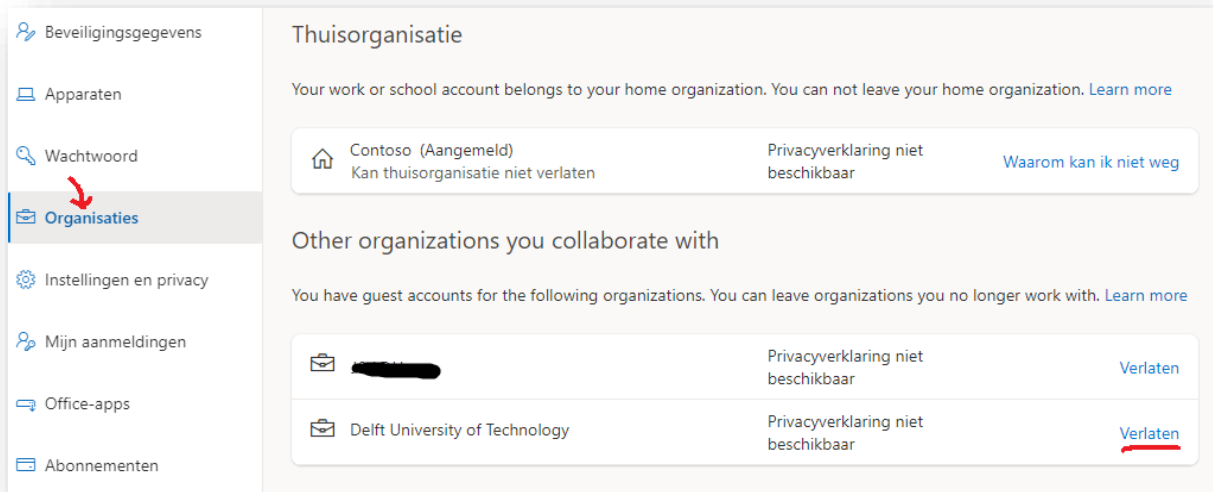 Beveiligingsgegevens
Apparaten
Wachtwoord
Organisaties
Instellingen en privacy
Mijn aanmeldingen
Office-apps
Abonnementen
Thuisorganisatie
Your work or school account belongs to your home organization. You can not leave your home organization. Learn more
Contoso (Aangemeld)
Kan thuisorganisatie niet verlaten
Privacyverklaring niet
beschikbaar
Waarom kan ik niet weg
Other organizations you collaborate with
You have guest accounts for the following organizations. You can leave organizations you no longer work with. Learn more
Privacyverklaring niet
beschikbaar
Verlaten
Delft University of Technology
Privacyverklaring niet
beschikbaar
Verlaten